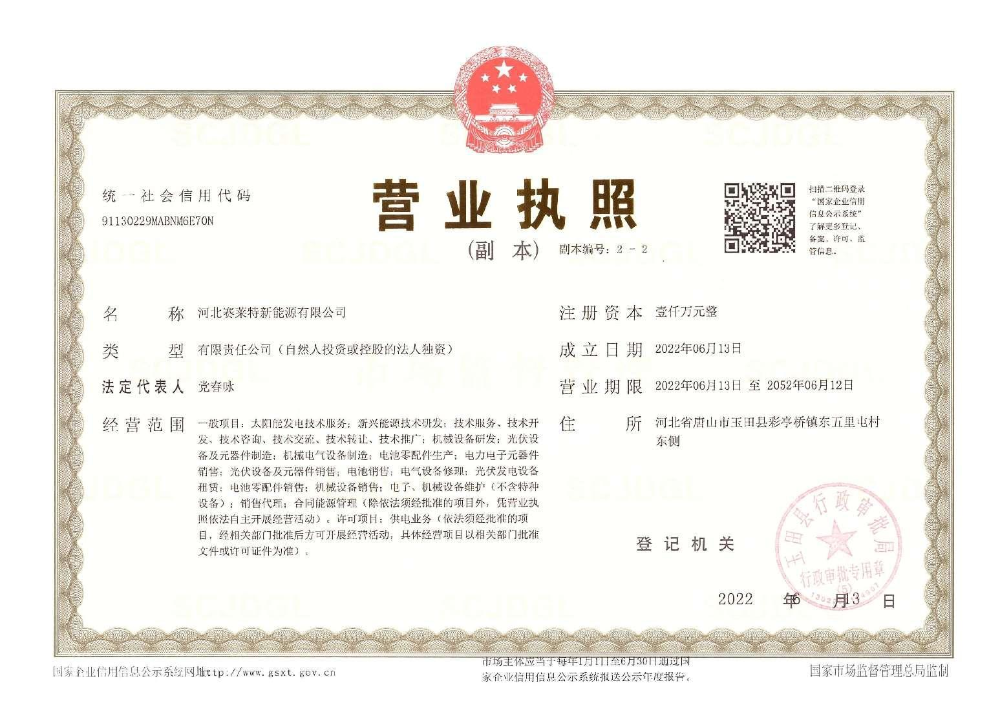 统一社会信用代码
91130229MABNM6E70N
营业执照
(副 本) 副本编号：2－2
扫描二维码登录
“国家企业信用
信息公示系统”
了解更多登记、
备案、许可、监
管信息。
名 称 河北赛莱特新能源有限公司
类 型 有限责任公司（自然人投资或控股的法人独资）
法定代表人 党春咏
经营范围 一般项目：太阳能发电技术服务；新兴能源技术研发；技术服务、技术开
发、技术咨询、技术交流、技术转让、技术推广；机械设备研发；光伏设
备及元器件制造；机械电气设备制造；电池零配件生产；电力电子元器件
销售；光伏设备及元器件销售；电池销售；电气设备修理；光伏发电设备
租赁；电池零配件销售；机械设备销售；电子、机械设备维护（不含特种
设备）；销售代理；合同能源管理（除依法须经批准的项目外，凭营业执
照依法自主开展经营活动）。许可项目：供电业务（依法须经批准的项
目，经相关部门批准后方可开展经营活动，具体经营项目以相关部门批准
文件或许可证件为准）。
注册资本 壹仟万元整
成立日期 2022年06月13日
营业期限 2022年06月13日 至 2052年06月12日
住 所 河北省唐山市玉田县彩亭桥镇东五里屯村
东侧
登记机关
玉田县行政审批局
行政审批专用章
(5)
2022 年6 月13 日
国家企业信用信息公示系统网址http://www.gsxt.gov.cn
市场主体应当于每年1月1日至6月30日通过国
家企业信用信息公示系统报送公示年度报告。
国家市场监督管理总局监制